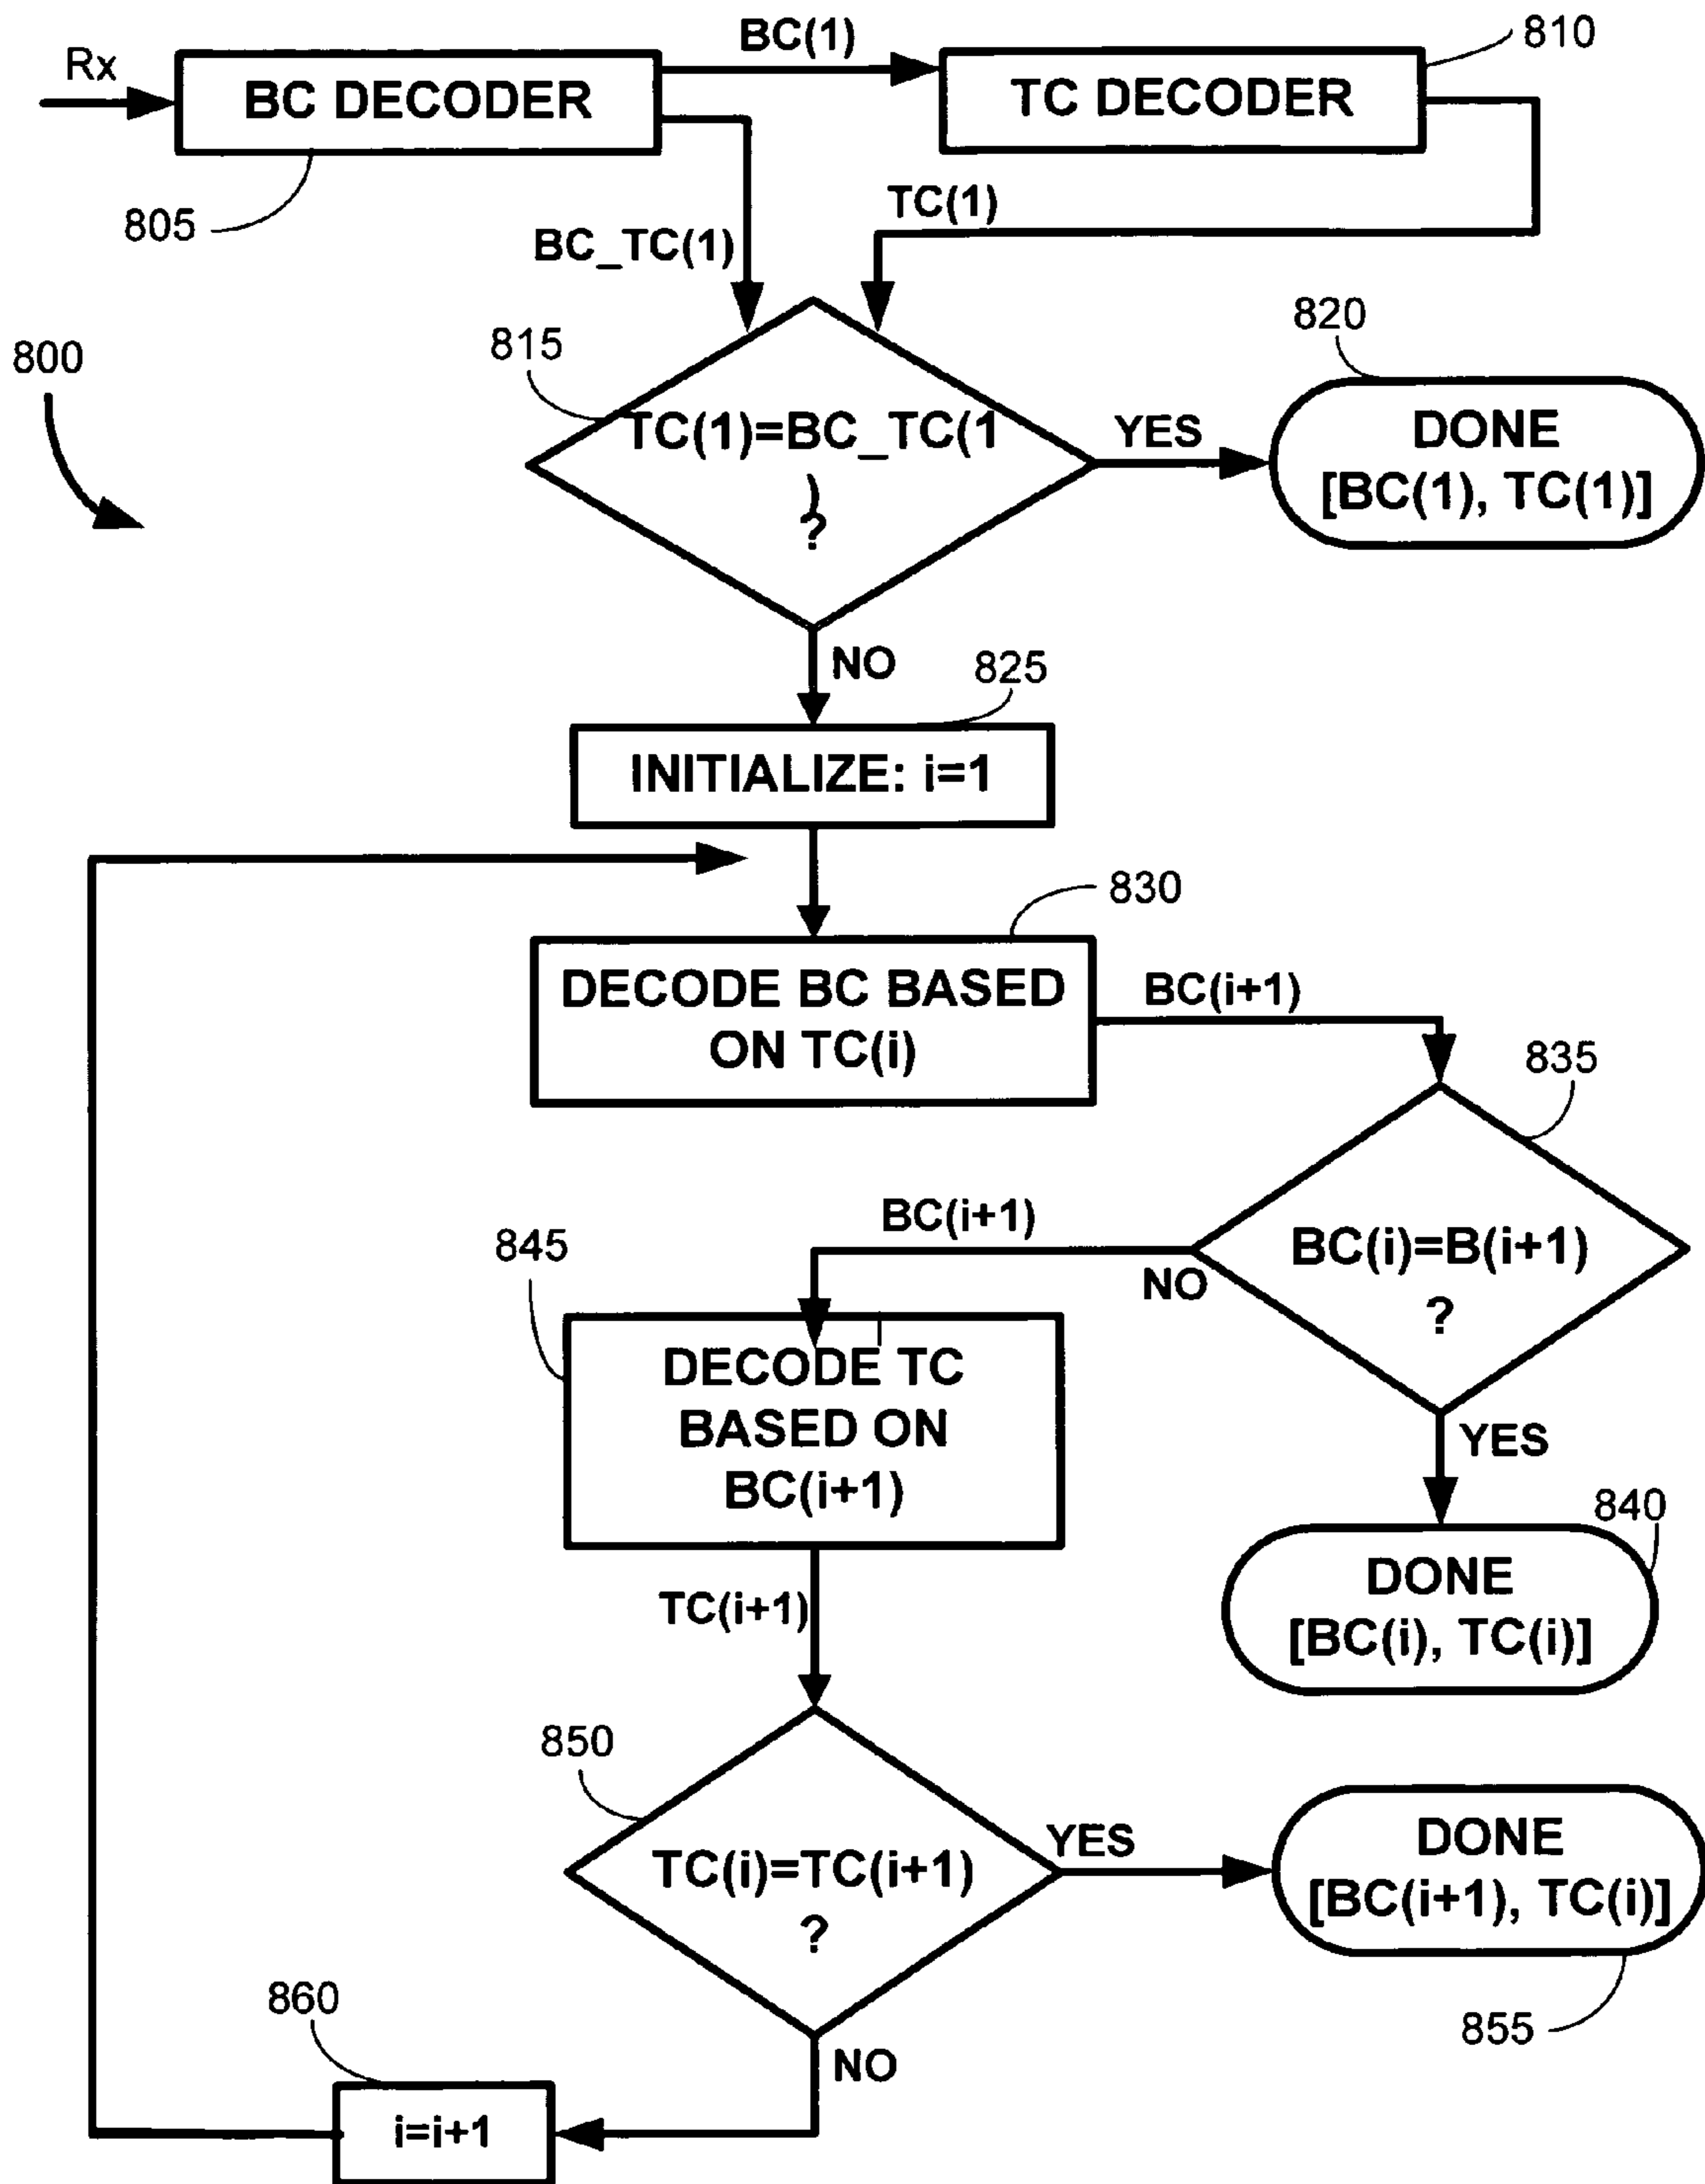 BC(1)
810
Rx
BC DECODER
TC DECODER
805
TC(1)
BC_TC(1)
820
815
800
TC(1)=BC_TC(1
)
?
YES
DONE
[BC(1), TC(1)]
NO
825
INITIALIZE: i=1
830
DECODE BC BASED
ON TC(i)
BC(i+1)
835
BC(i+1)
845
NO
BC(i)=B(i+1)
?
DECODE TC
BASED ON
BC(i+1)
YES
840
DONE
[BC(i), TC(i)]
TC(i+1)
850
TC(i)=TC(i+1)
?
YES
DONE
[BC(i+1), TC(i)]
855
860
NO
i=i+1